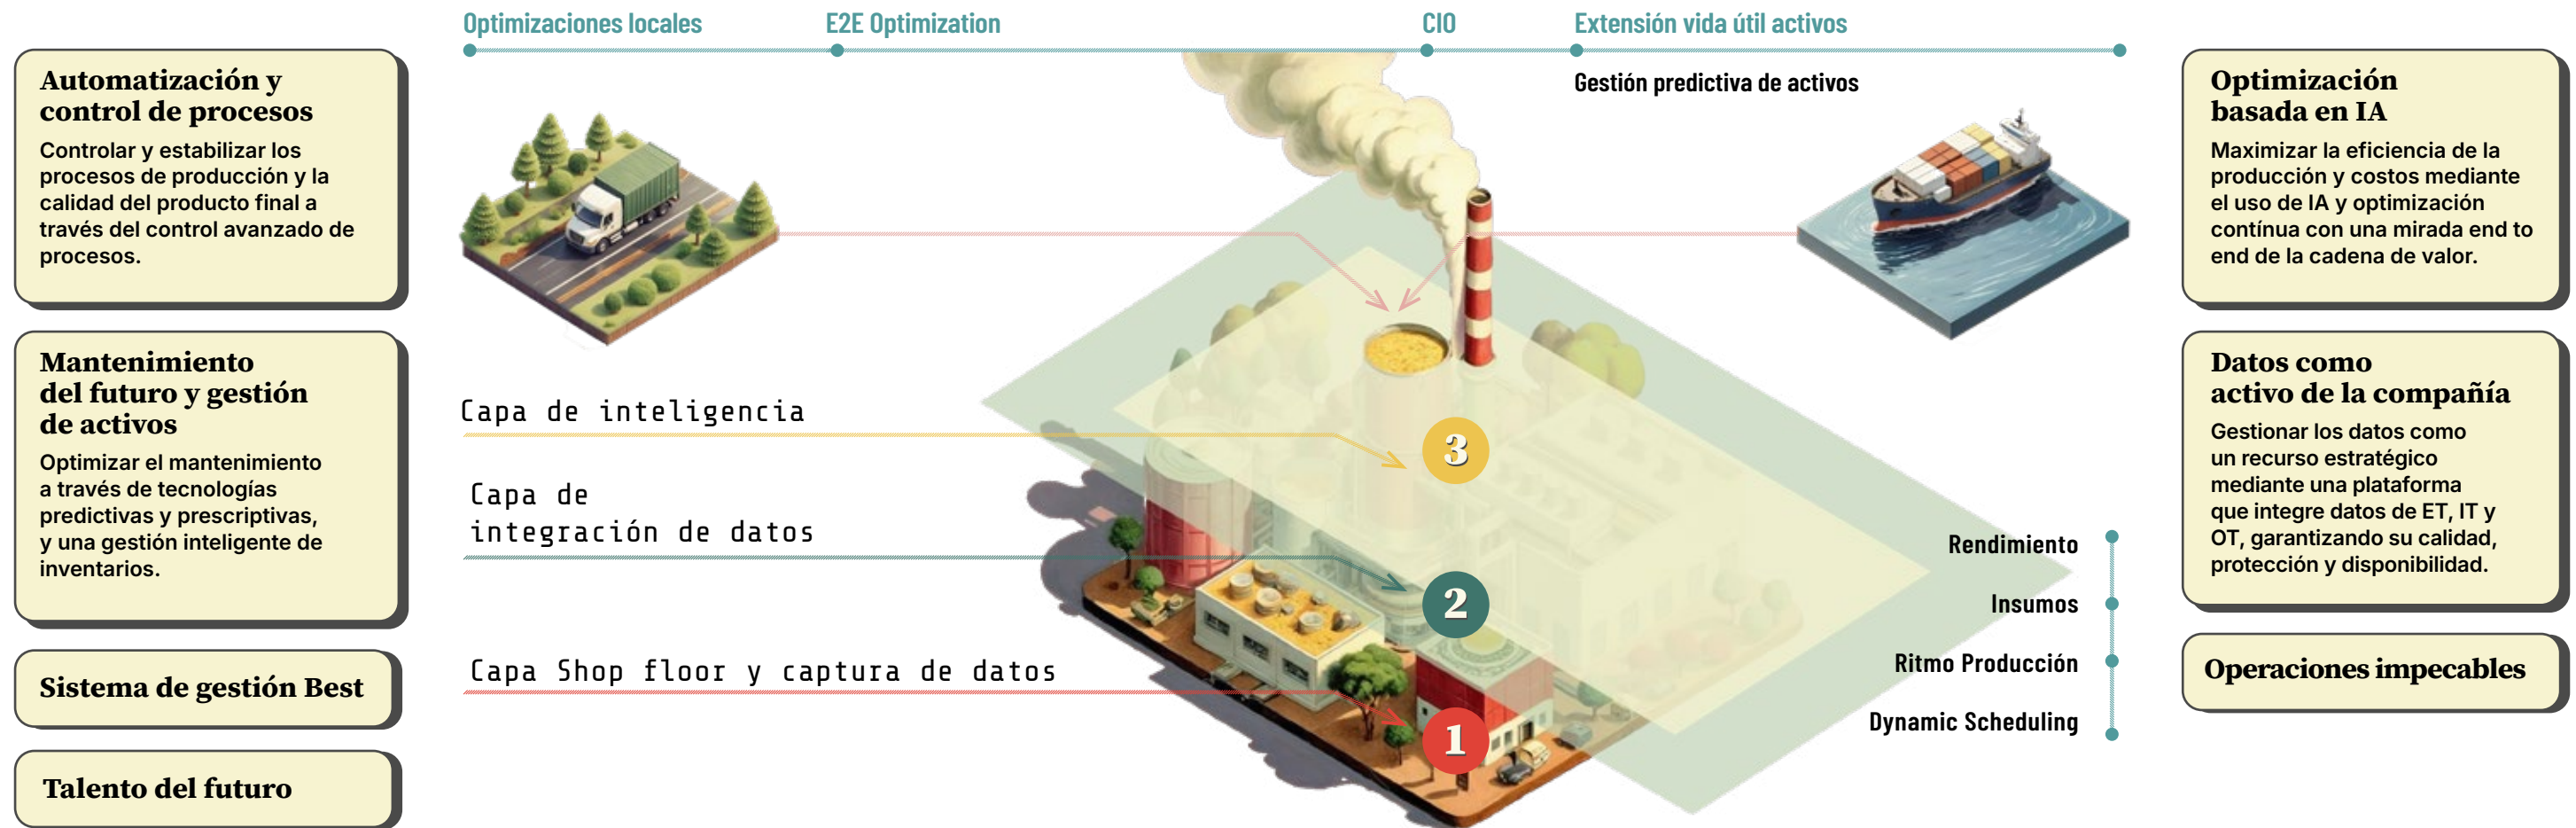 Optimizaciones locales
E2E Optimization
CIO
Extensión vida útil activos
Gestión predictiva de activos
Automatización y
control de procesos
Controlar y estabilizar los
procesos de producción y la
calidad del producto final a
través del control avanzado de
procesos.
Mantenimiento
del futuro y gestión
de activos
Optimizar el mantenimiento
a través de tecnologías
predictivas y prescriptivas,
y una gestión inteligente de
inventarios.
Sistema de gestión Best
Talento del futuro
Capa de inteligencia
3
Capa de
integración de datos
2
Capa Shop floor y captura de datos
1
Rendimiento
Insumos
Ritmo Producción
Dynamic Scheduling
Optimización
basada en IA
Maximizar la eficiencia de la
producción y costos mediante
el uso de IA y optimización
contínua con una mirada end to
end de la cadena de valor.
Datos como
activo de la compañía
Gestionar los datos como
un recurso estratégico
mediante una plataforma
que integre datos de ET, IT y
OT, garantizando su calidad,
protección y disponibilidad.
Operaciones impecables